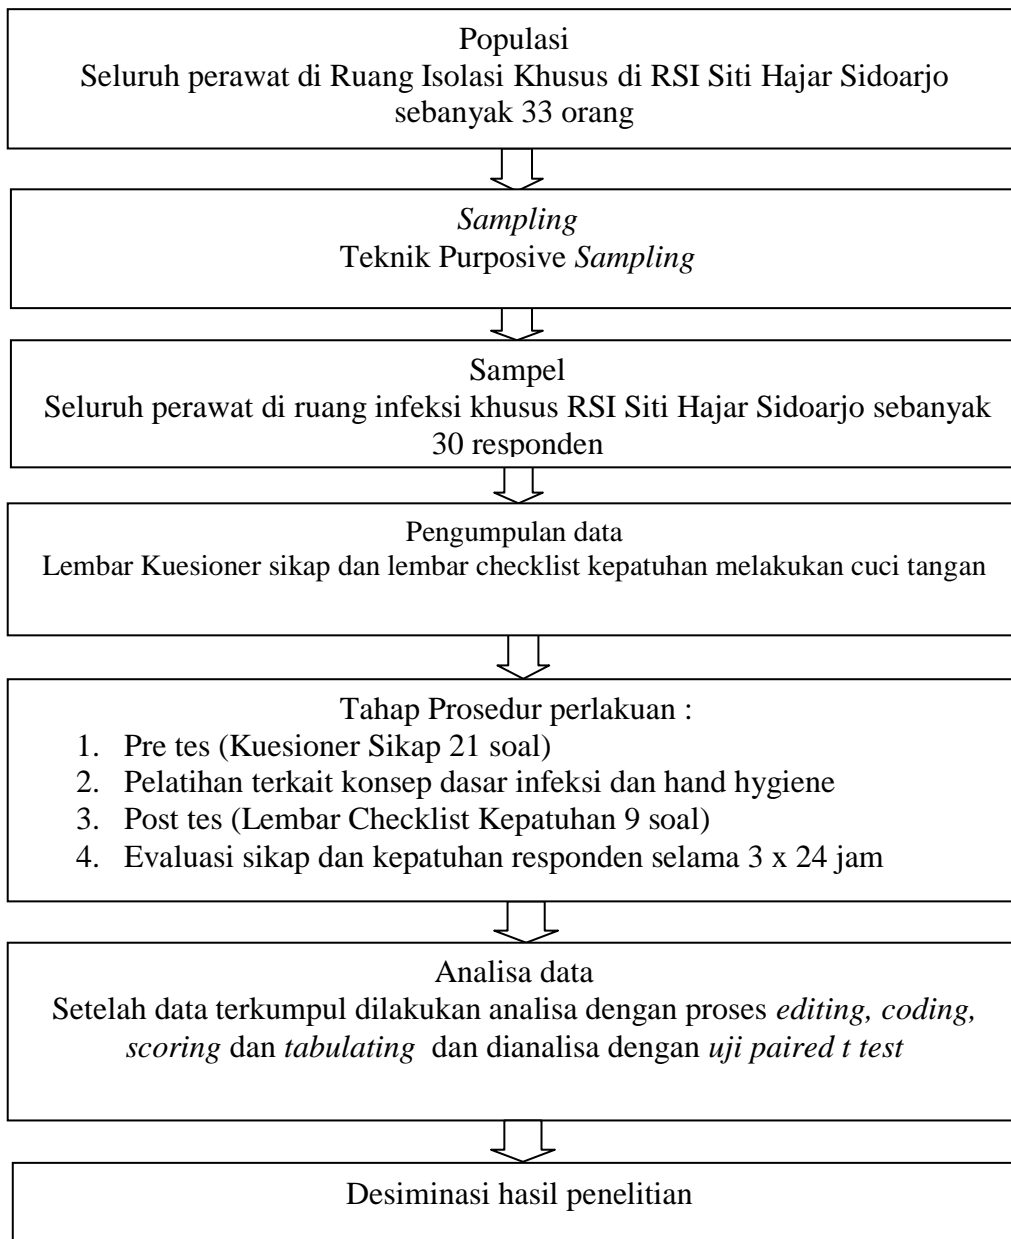 Populasi
Seluruh perawat di Ruang Isolasi Khusus di RSI Siti Hajar Sidoarjo
sebanyak 33 orang
Sampling
Teknik Purposive Sampling
Sampel
Seluruh perawat di ruang infeksi khusus RSI Siti Hajar Sidoarjo sebanyak
30 responden
Pengumpulan data
Lembar Kuesioner sikap dan lembar checklist kepatuhan melakukan cuci tangan
Tahap Prosedur perlakuan :
1. Pre tes (Kuesioner Sikap 21 soal)
2. Pelatihan terkait konsep dasar infeksi dan hand hygiene
3. Post tes (Lembar Checklist Kepatuhan 9 soal)
4. Evaluasi sikap dan kepatuhan responden selama 3 x 24 jam
Analisa data
Setelah data terkumpul dilakukan analisa dengan proses editing, coding,
scoring dan tabulating dan dianalisa dengan uji paired t test
Desiminasi hasil penelitian